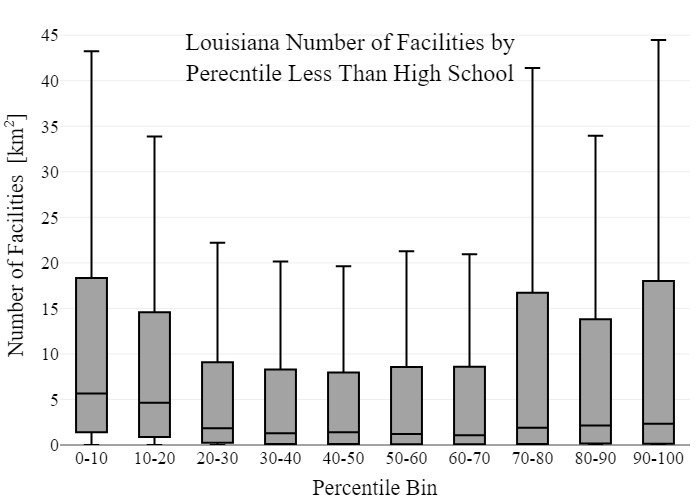 Louisiana Number of Facilities by
Perecntile Less Than High School
Number of Facilities [km²]
45
40
35
30
25
20
15
10
5
0
0-10 10-20 20-30 30-40 40-50 50-60 60-70 70-80 80-90 90-100
Percentile Bin